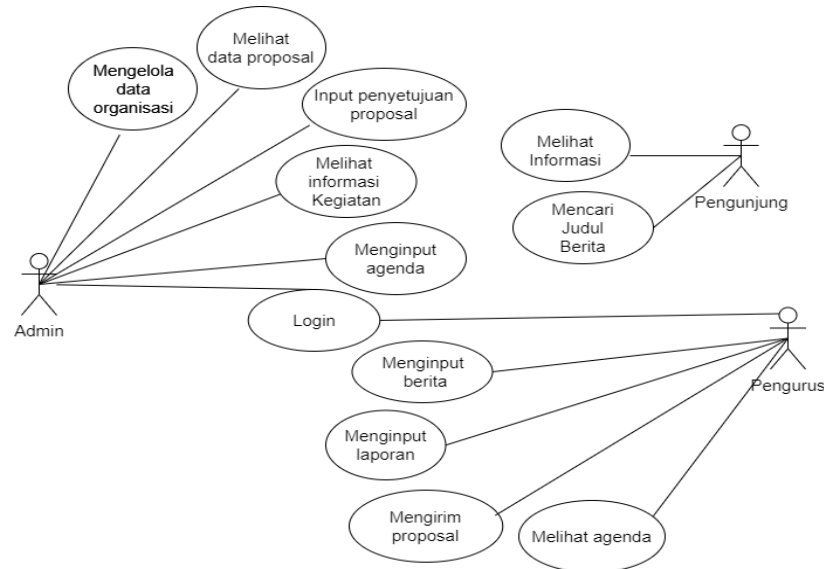 Melihat
data proposal
Mengelola
data
organisasi
Input penyetujuan
proposal
Melihat
informasi
Kegiatan
Menginput
agenda
Login
Admin
Melihat
Informasi
Mencari
Judul
Berita
Pengunjung
Menginput
berita
Menginput
laporan
Mengirim
proposal
Melihat agenda
Pengurus